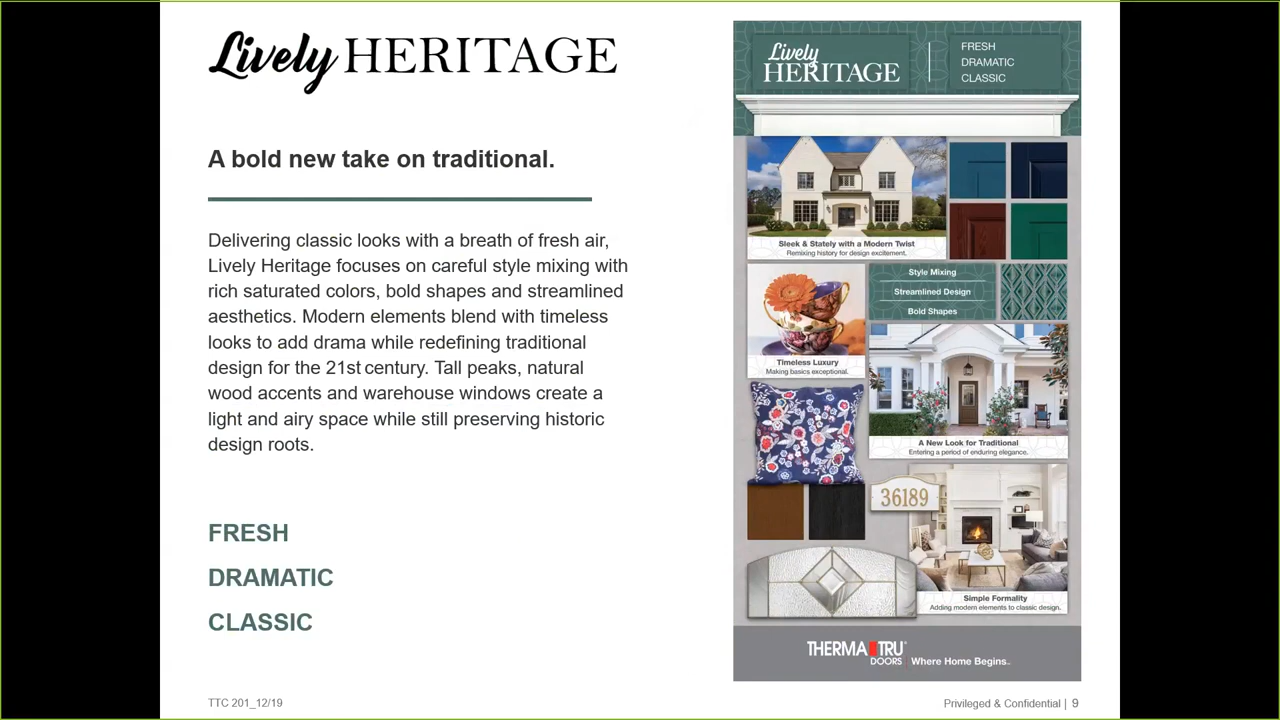 Lively HERITAGE
A bold new take on traditional.
Delivering classic looks with a breath of fresh air,
Lively Heritage focuses on careful style mixing with
rich saturated colors, bold shapes and streamlined
aesthetics. Modern elements blend with timeless
looks to add drama while redefining traditional
design for the 21st century. Tall peaks, natural
wood accents and warehouse windows create a
light and airy space while still preserving historic
design roots.
FRESH
DRAMATIC
CLASSIC
TTC 201_12/19
Lively
HERITAGE
FRESH
DRAMATIC
CLASSIC
Sleek & Stately with a Modern Twist
Remixing history for design excitement.
Style Mixing
Streamlined Design
Bold Shapes
Timeless Luxury
Making basics exceptional.
A New Look for Traditional
Entering a period of enduring elegance.
36189
Simple Formality
Adding modern elements to classic design.
THERMA TRU
DOORS
Where Home Begins.
Privileged & Confidential | 9